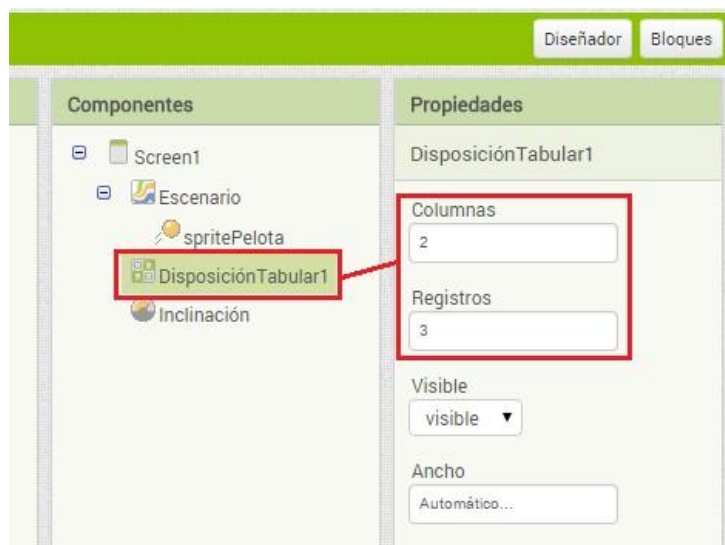 Diseñador
Bloques
Componentes
Screen1
Escenario
spritePelota
DisposiciónTabular1
Inclinación
Propiedades
DisposiciónTabular1
Columnas
2
Registros
3
Visible
visible
Ancho
Automático...